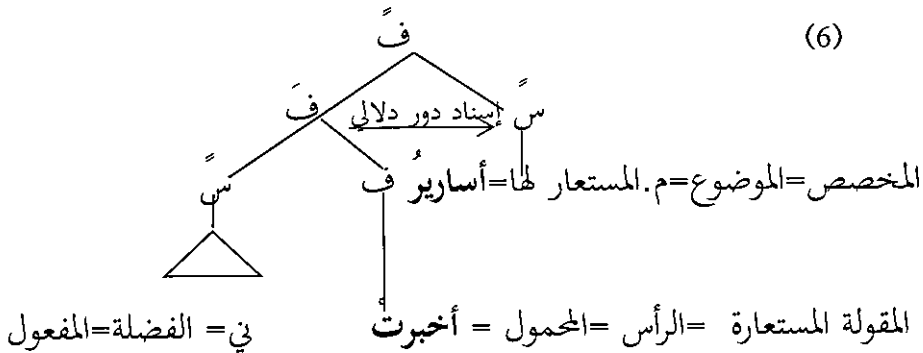 (6)
فً
فَ
إسناد دور دلالي
سً
سً
ف
المخصص=الموضوع=م.المستعار لها=أساريرُ
المقولة المستعارة =الرأس =المحمول = أخبرتْ ني= الفضلة=المفعول